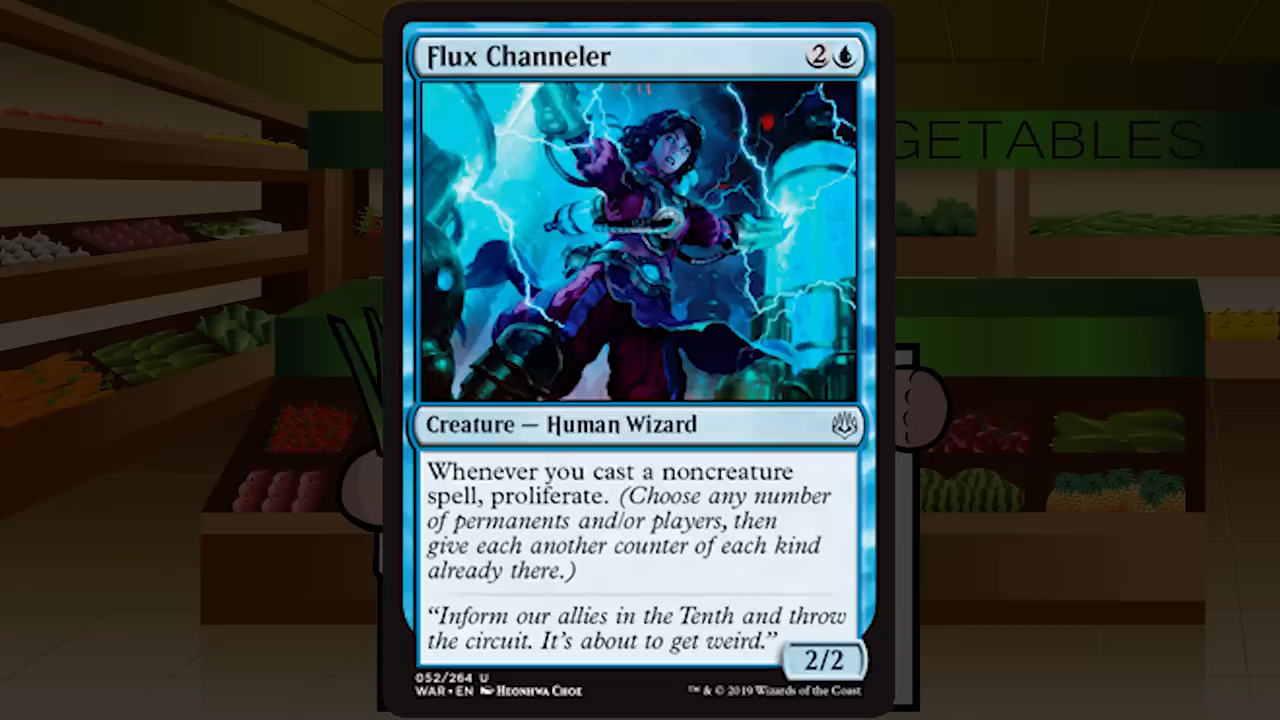 Flux Channeler 2
GETABLES
Creature — Human Wizard
Whenever you cast a noncreature
spell, proliferate. (Choose any number
of permanents and/or players, then
give each another counter of each kind
already there.)
“Inform our allies in the Tenth and throw
the circuit. It’s about to get weird.”
2/2
052/264 U
WAR • EN Heonhwa Choe
™ & © 2019 Wizards of the Coast